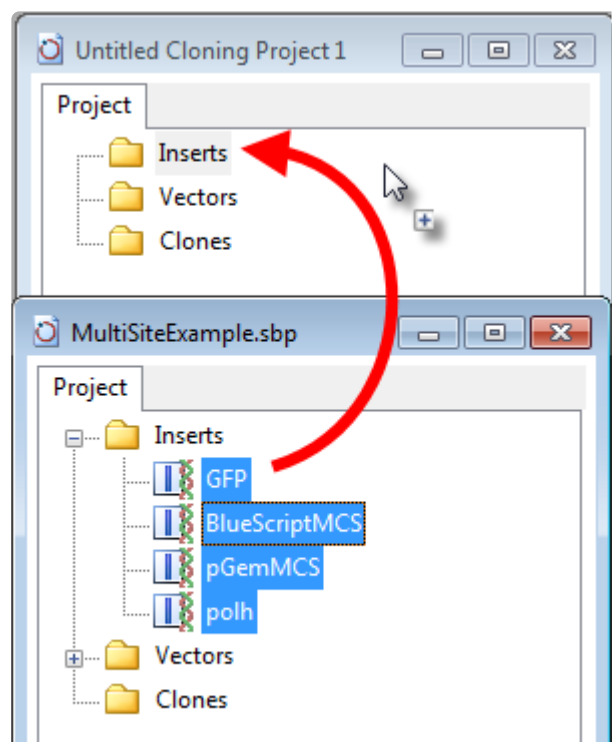 Untitled Cloning Project 1
Project
Inserts
Vectors
Clones
MultiSiteExample.sbp
Project
Inserts
GFP
BlueScriptMCS
pGemMCS
polh
Vectors
Clones